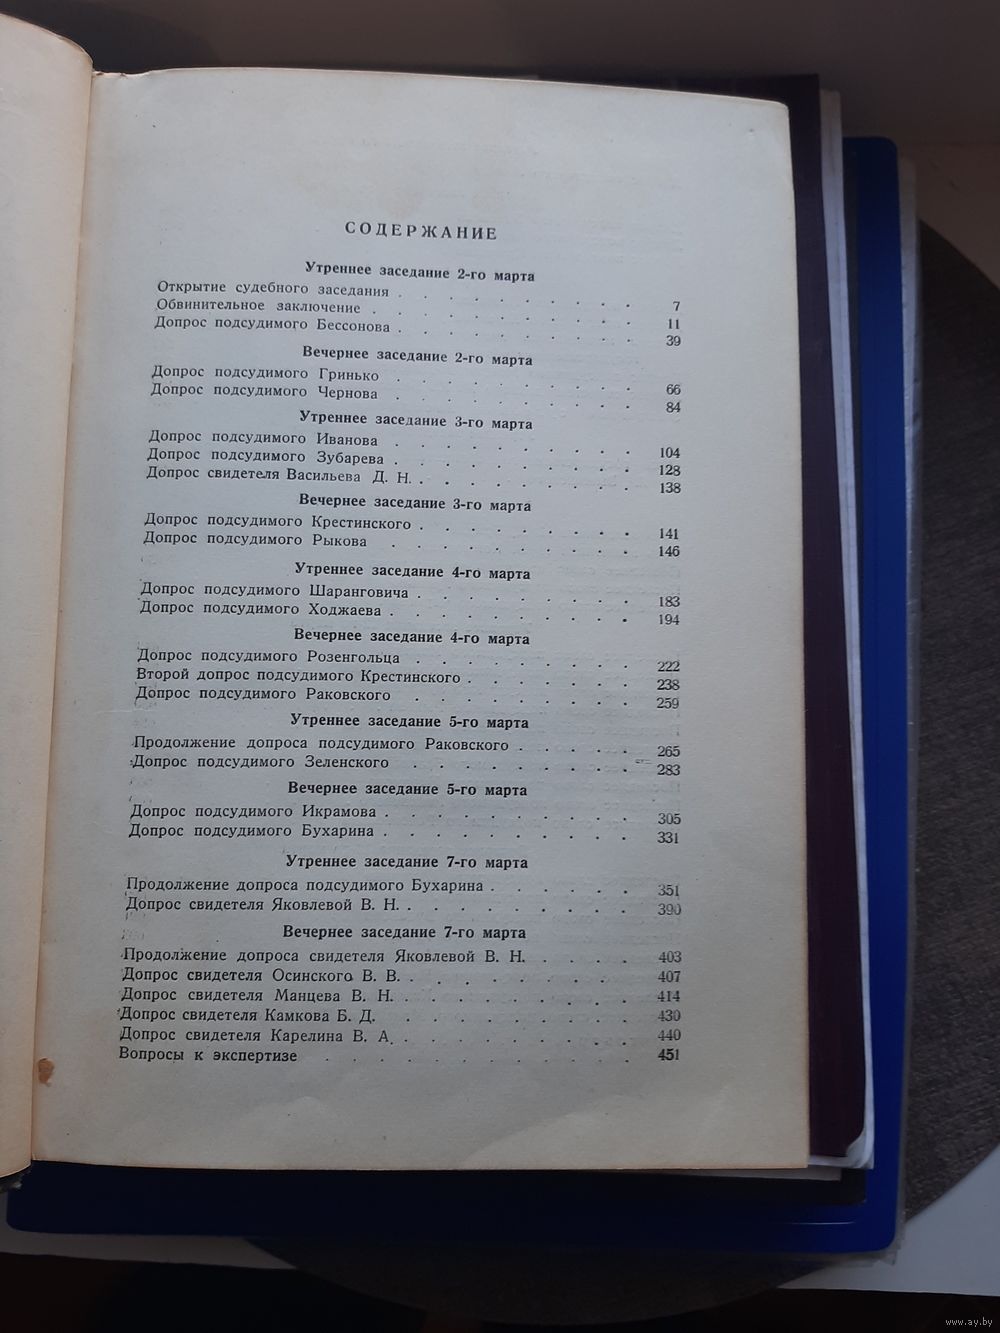 СОДЕРЖАНИЕ
Утреннее заседание 2-го марта
Открытие судебного заседания . . . . . . . . . . 7
Обвинительное заключение . . . . . . . . . . . 11
Допрос подсудимого Бессонова . . . . . . . . . . 39
Вечернее заседание 2-го марта
Допрос подсудимого Гринько . . . . . . . . . . 66
Допрос подсудимого Чернова . . . . . . . . . . 84
Утреннее заседание 3-го марта
Допрос подсудимого Иванова . . . . . . . . . . 104
Допрос подсудимого Зубарева . . . . . . . . . . 128
Допрос свидетеля Васильева Д. Н. . . . . . . . . . 138
Вечернее заседание 3-го марта
Допрос подсудимого Крестинского . . . . . . . . . 141
Допрос подсудимого Рыкова . . . . . . . . . . 146
Утреннее заседание 4-го марта
Допрос подсудимого Шаранговича . . . . . . . . . 183
Допрос подсудимого Ходжаева . . . . . . . . . . 194
Вечернее заседание 4-го марта
Допрос подсудимого Розенгольца . . . . . . . . . 222
Второй допрос подсудимого Крестинского . . . . . . . 238
Допрос подсудимого Раковского . . . . . . . . . 259
Утреннее заседание 5-го марта
Продолжение допроса подсудимого Раковского . . . . . 265
Допрос подсудимого Зеленского . . . . . . . . . 283
Вечернее заседание 5-го марта
Допрос подсудимого Икрамова . . . . . . . . . . 305
Допрос подсудимого Бухарина . . . . . . . . . . 331
Утреннее заседание 7-го марта
Продолжение допроса подсудимого Бухарина . . . . . . 351
Допрос свидетеля Яковлевой В. Н. . . . . . . . . . 390
Вечернее заседание 7-го марта
Продолжение допроса свидетеля Яковлевой В. Н. . . . . 403
Допрос свидетеля Осинского В. В. . . . . . . . . . 407
Допрос свидетеля Манцева В. Н. . . . . . . . . . 414
Допрос свидетеля Камкова Б. Д. . . . . . . . . . 430
Допрос свидетеля Карелина В. А. . . . . . . . . . 440
Вопросы к экспертизе . . . . . . . . . . . . 451
www.ay.by